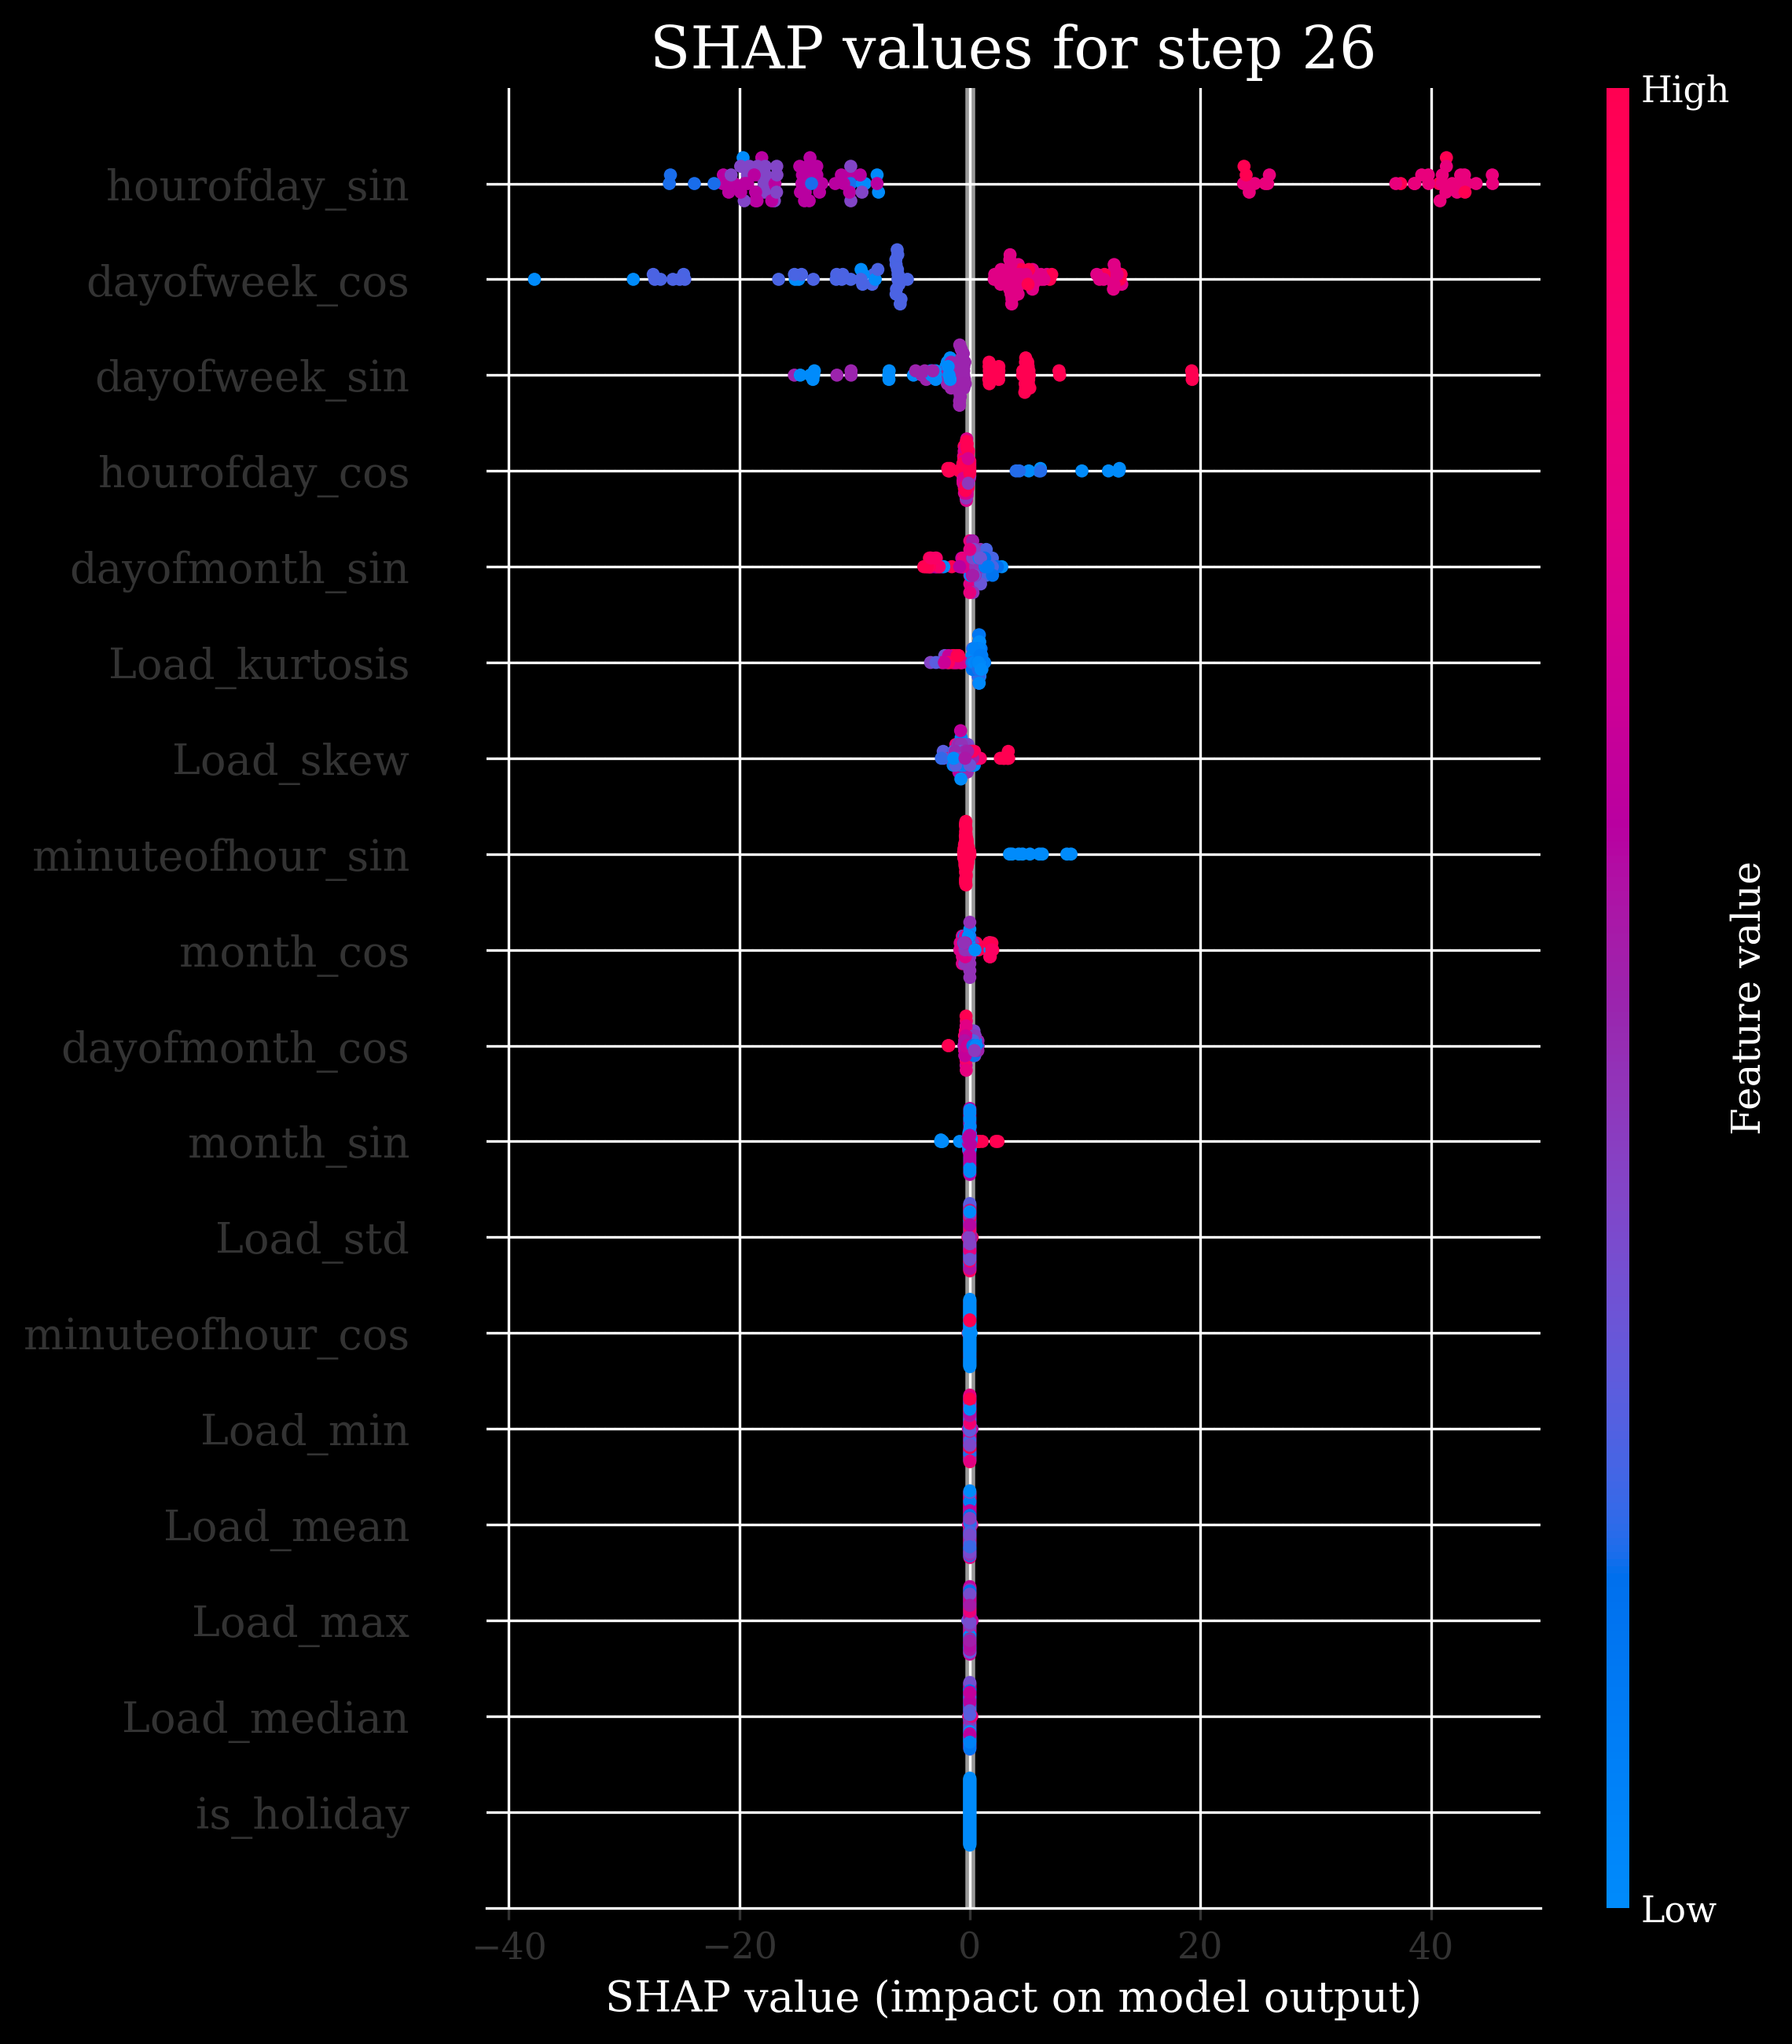 SHAP values for step 26
High
hourofday_sin
dayofweek_cos
dayofweek_sin
hourofday_cos
dayofmonth_sin
Load_kurtosis
Load_skew
minuteofhour_sin
month_cos
dayofmonth_cos
month_sin
Load_std
minuteofhour_cos
Load_min
Load_mean
Load_max
Load_median
is_holiday
Feature value
Low
−40 −20 0 20 40
SHAP value (impact on model output)